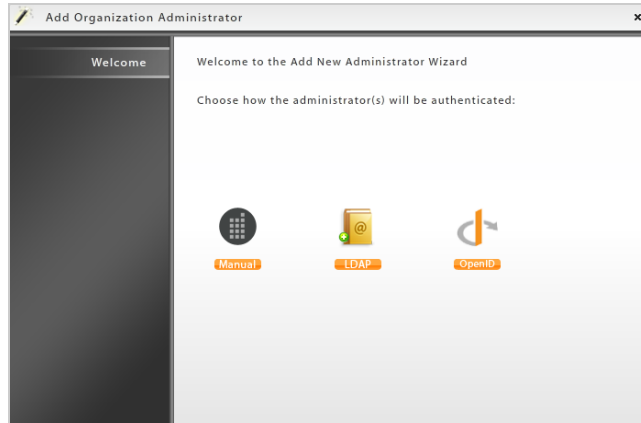 Add Organization Administrator
x
Welcome
Welcome to the Add New Administrator Wizard
Choose how the administrator(s) will be authenticated:
@
Manual
LDAP
OpenID